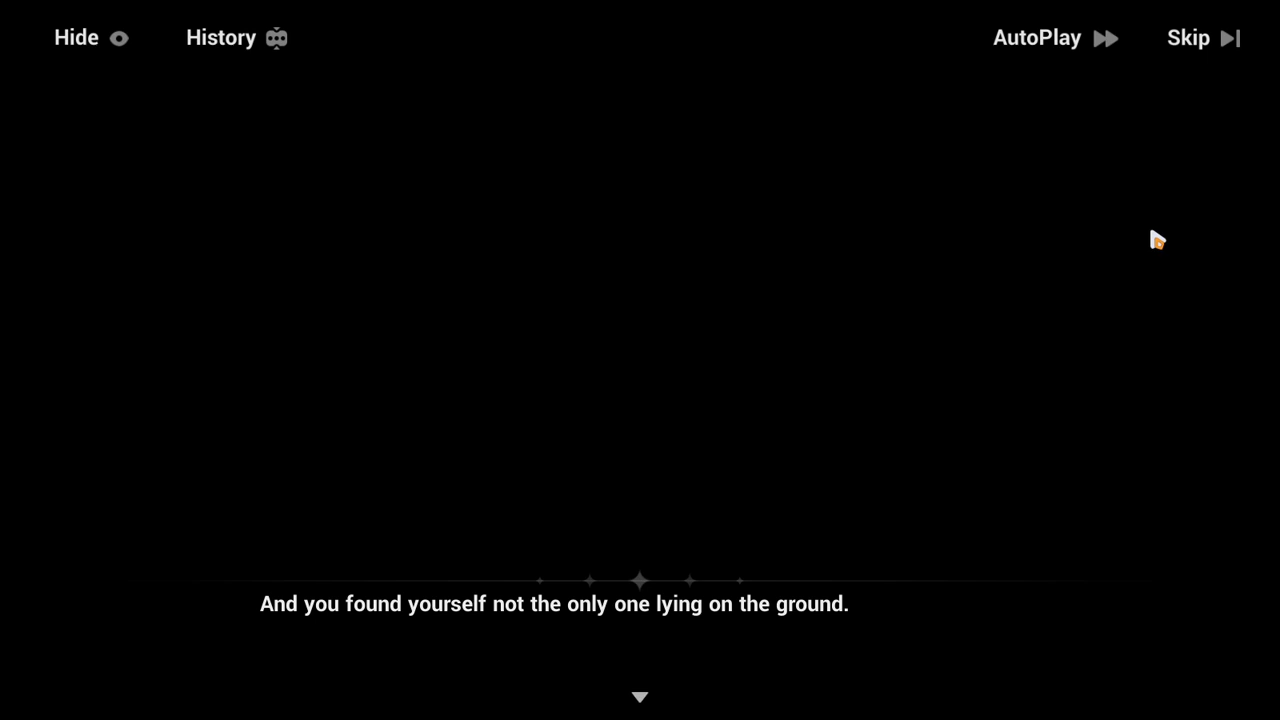 Hide
History
AutoPlay
Skip
And you found yourself not the only one lying on the ground.